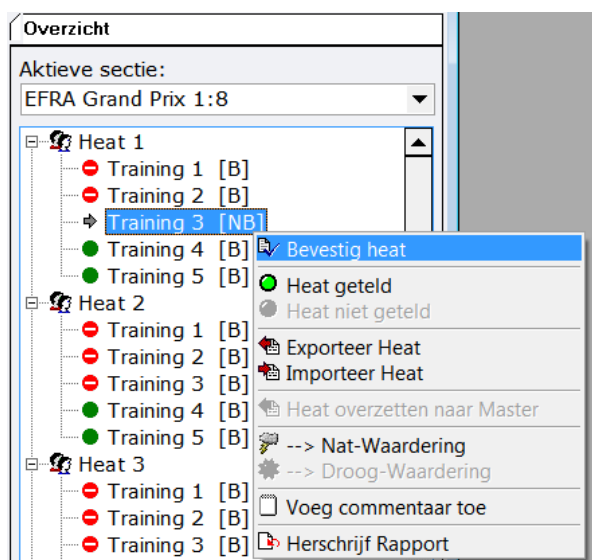 Overzicht
Aktieve sectie:
EFRA Grand Prix 1:8
Heat 1
Training 1 [B]
Training 2 [B]
Training 3 [NB]
Training 4 [B]
Training 5 [B]
Heat 2
Training 1 [B]
Training 2 [B]
Training 3 [B]
Training 4 [B]
Training 5 [B]
Heat 3
Training 1 [B]
Training 2 [B]
Training 3 [B]
Bevestig heat
Heat geteld
Heat niet geteld
Exporteer Heat
Importeer Heat
Heat overzetten naar Master
--> Nat-Waardering
--> Droog-Waardering
Voeg commentaar toe
Herschrijf Rapport